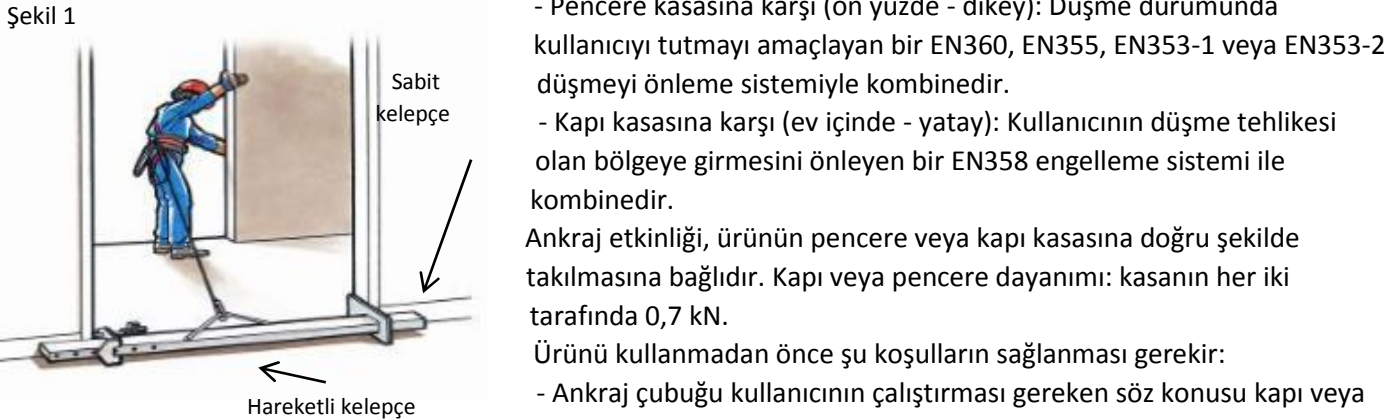 Şekil 1
Sabit
kelepçe
Hareketli kelepçe
- Pencere kasasına karşı (ön yüzde - dikey): Düşme durumunda
kullanıcıyı tutmayı amaçlayan bir EN360, EN355, EN353-1 veya EN353-2
düşmeyi önleme sistemiyle kombinedir.
- Kapı kasasına karşı (ev içinde - yatay): Kullanıcının düşme tehlikesi
olan bölgeye girmesini önleyen bir EN358 engelleme sistemi ile
kombinedir.
Ankraj etkinliği, ürünün pencere veya kapı kasasına doğru şekilde
takılmasına bağlıdır. Kapı veya pencere dayanımı: kasanın her iki
tarafında 0,7 kN.
Ürünü kullanmadan önce şu koşulların sağlanması gerekir:
- Ankraj çubuğu kullanıcının çalıştırması gereken söz konusu kapı veya